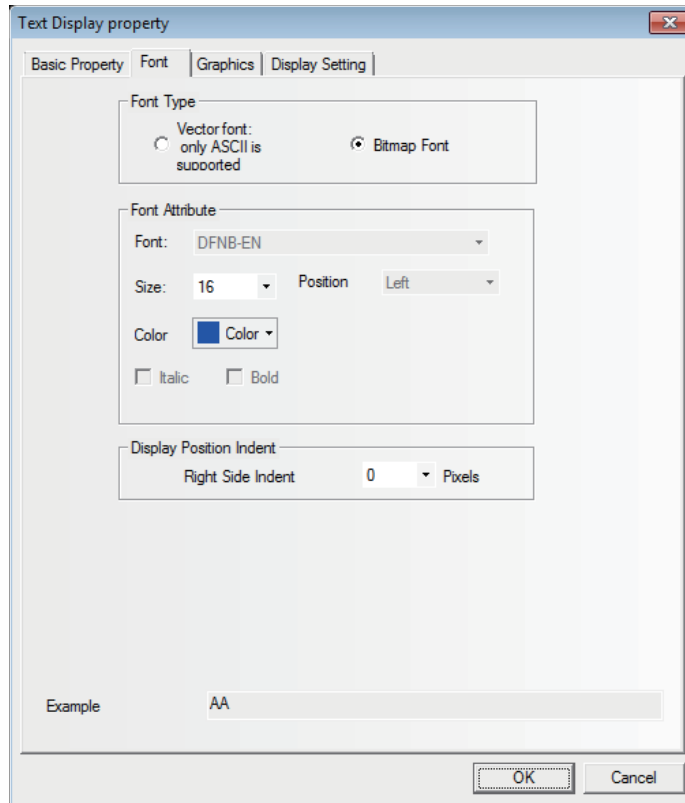 Text Display property
Basic Property Font Graphics Display Setting
Font Type
Vector font:
only ASCII is
supported
Bitmap Font
Font Attribute
Font: DFNB-EN
Size: 16 Position Left
Color Color
Italic Bold
Display Position Indent
Right Side Indent 0 Pixels
Example AA
OK Cancel